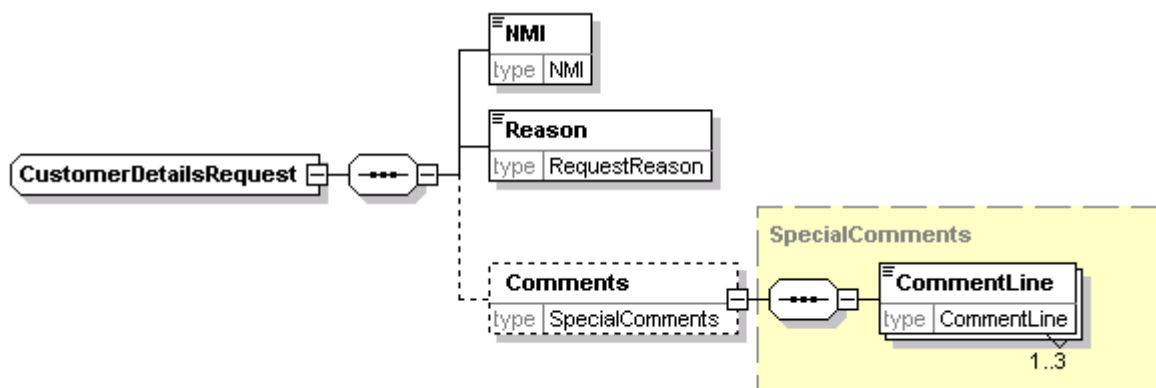 NMI
type NMI
Reason
type RequestReason
CustomerDetailsRequest
SpecialComments
Comments
type SpecialComments
CommentLine
type CommentLine
1..3